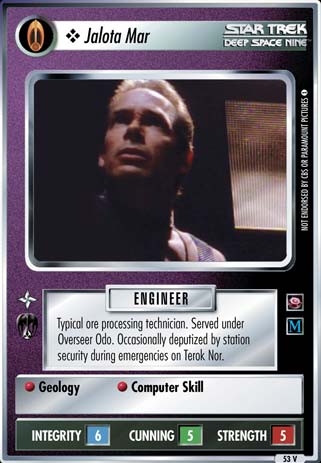 Jalota Mar
STAR TREK
DEEP SPACE NINE
NOT ENDORSED BY CBS OR PARAMOUNT PICTURES
ENGINEER
Typical ore processing technician. Served under
Overseer Odo. Occasionally deputized by station
security during emergencies on Terok Nor.
M
Geology Computer Skill
INTEGRITY 6 CUNNING 5 STRENGTH 5
53 V